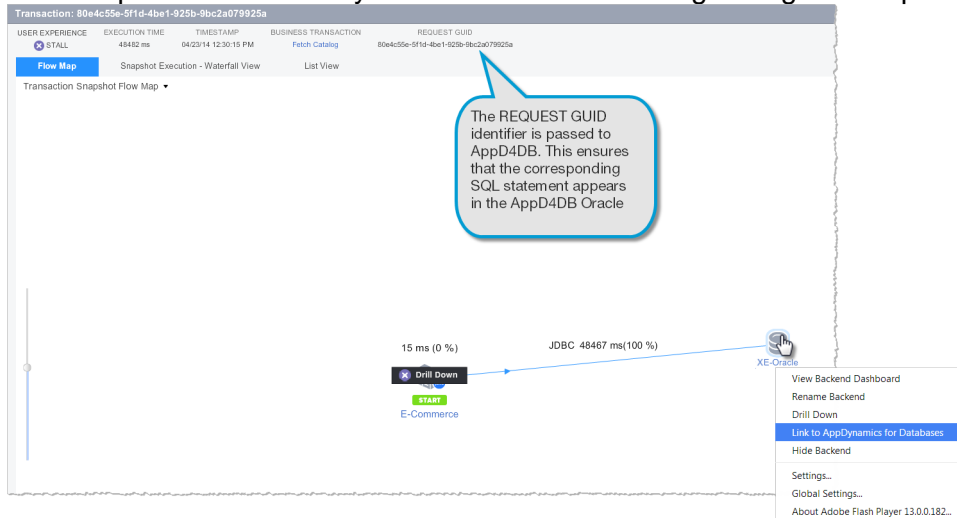 Transaction: 80e4c55e-5f1d-4be1-925b-9bc2a079925a
USER EXPERIENCE EXECUTION TIME TIMESTAMP BUSINESS TRANSACTION REQUEST GUID
STALL 48482 ms 04/23/14 12:30:15 PM Fetch Catalog 80e4c55e-5f1d-4be1-925b-9bc2a079925a
Flow Map Snapshot Execution - Waterfall View List View
Transaction Snapshot Flow Map
The REQUEST GUID
identifier is passed to
AppD4DB. This ensures
that the corresponding
SQL statement appears
in the AppD4DB Oracle
15 ms (0 %) JDBC 48467 ms(100 %)
XE-Oracle
Drill Down
START
E-Commerce
View Backend Dashboard
Rename Backend
Drill Down
Link to AppDynamics for Databases
Hide Backend
Settings...
Global Settings...
About Adobe Flash Player 13.0.0.182...